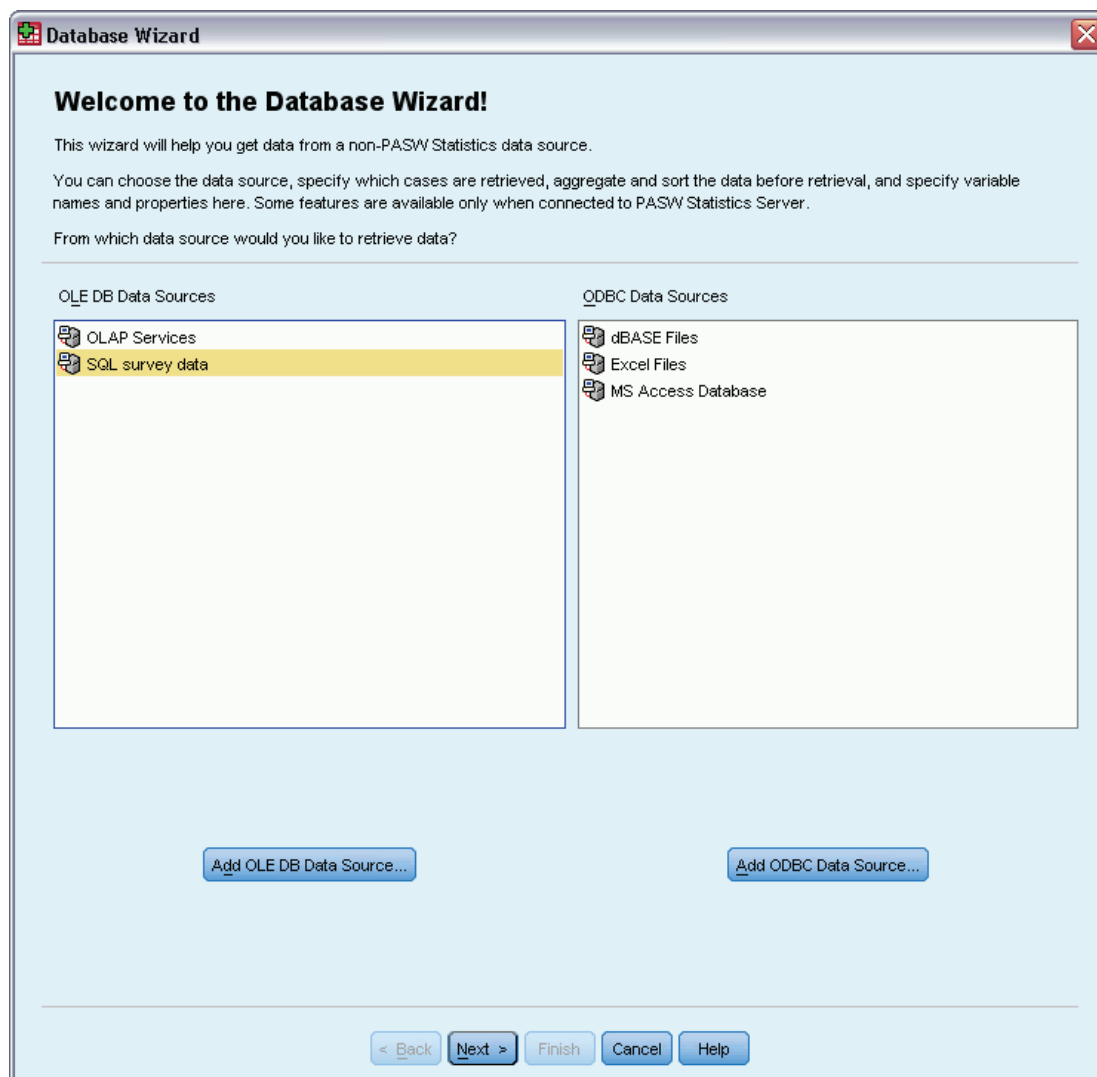 Database Wizard
Welcome to the Database Wizard!
This wizard will help you get data from a non-PASW Statistics data source.
You can choose the data source, specify which cases are retrieved, aggregate and sort the data before retrieval, and specify variable
names and properties here. Some features are available only when connected to PASW Statistics Server.
From which data source would you like to retrieve data?
OLE DB Data Sources
OLAP Services
SQL survey data
ODBC Data Sources
dBASE Files
Excel Files
MS Access Database
Add OLE DB Data Source...
Add ODBC Data Source...
< Back
Next >
Finish
Cancel
Help